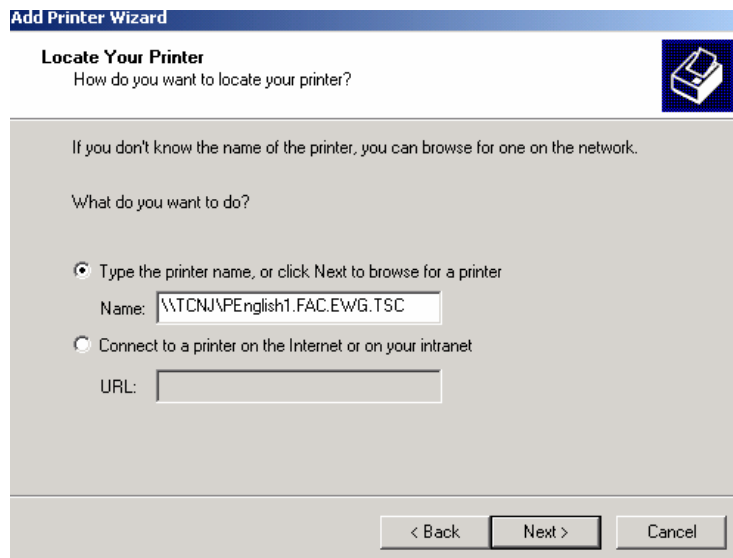 Add Printer Wizard
Locate Your Printer
How do you want to locate your printer?
If you don't know the name of the printer, you can browse for one on the network.
What do you want to do?
Type the printer name, or click Next to browse for a printer
Name: \\TCNJ\PEnglish1.FAC.EWG.TSC
Connect to a printer on the Internet or on your intranet
URL:
< Back Next > Cancel